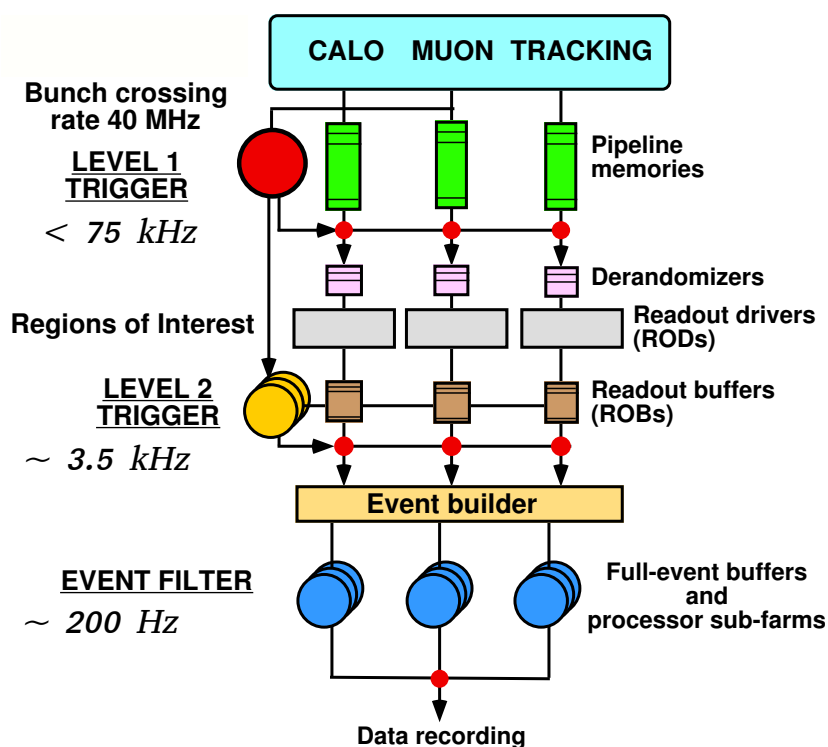 CALO MUON TRACKING
Bunch crossing
rate 40 MHz
LEVEL 1
TRIGGER
< 75 kHz
Pipeline
memories
Derandomizers
Regions of Interest
Readout drivers
(RODs)
LEVEL 2
TRIGGER
~ 3.5 kHz
Readout buffers
(ROBs)
Event builder
EVENT FILTER
~ 200 Hz
Full-event buffers
and
processor sub-farms
Data recording